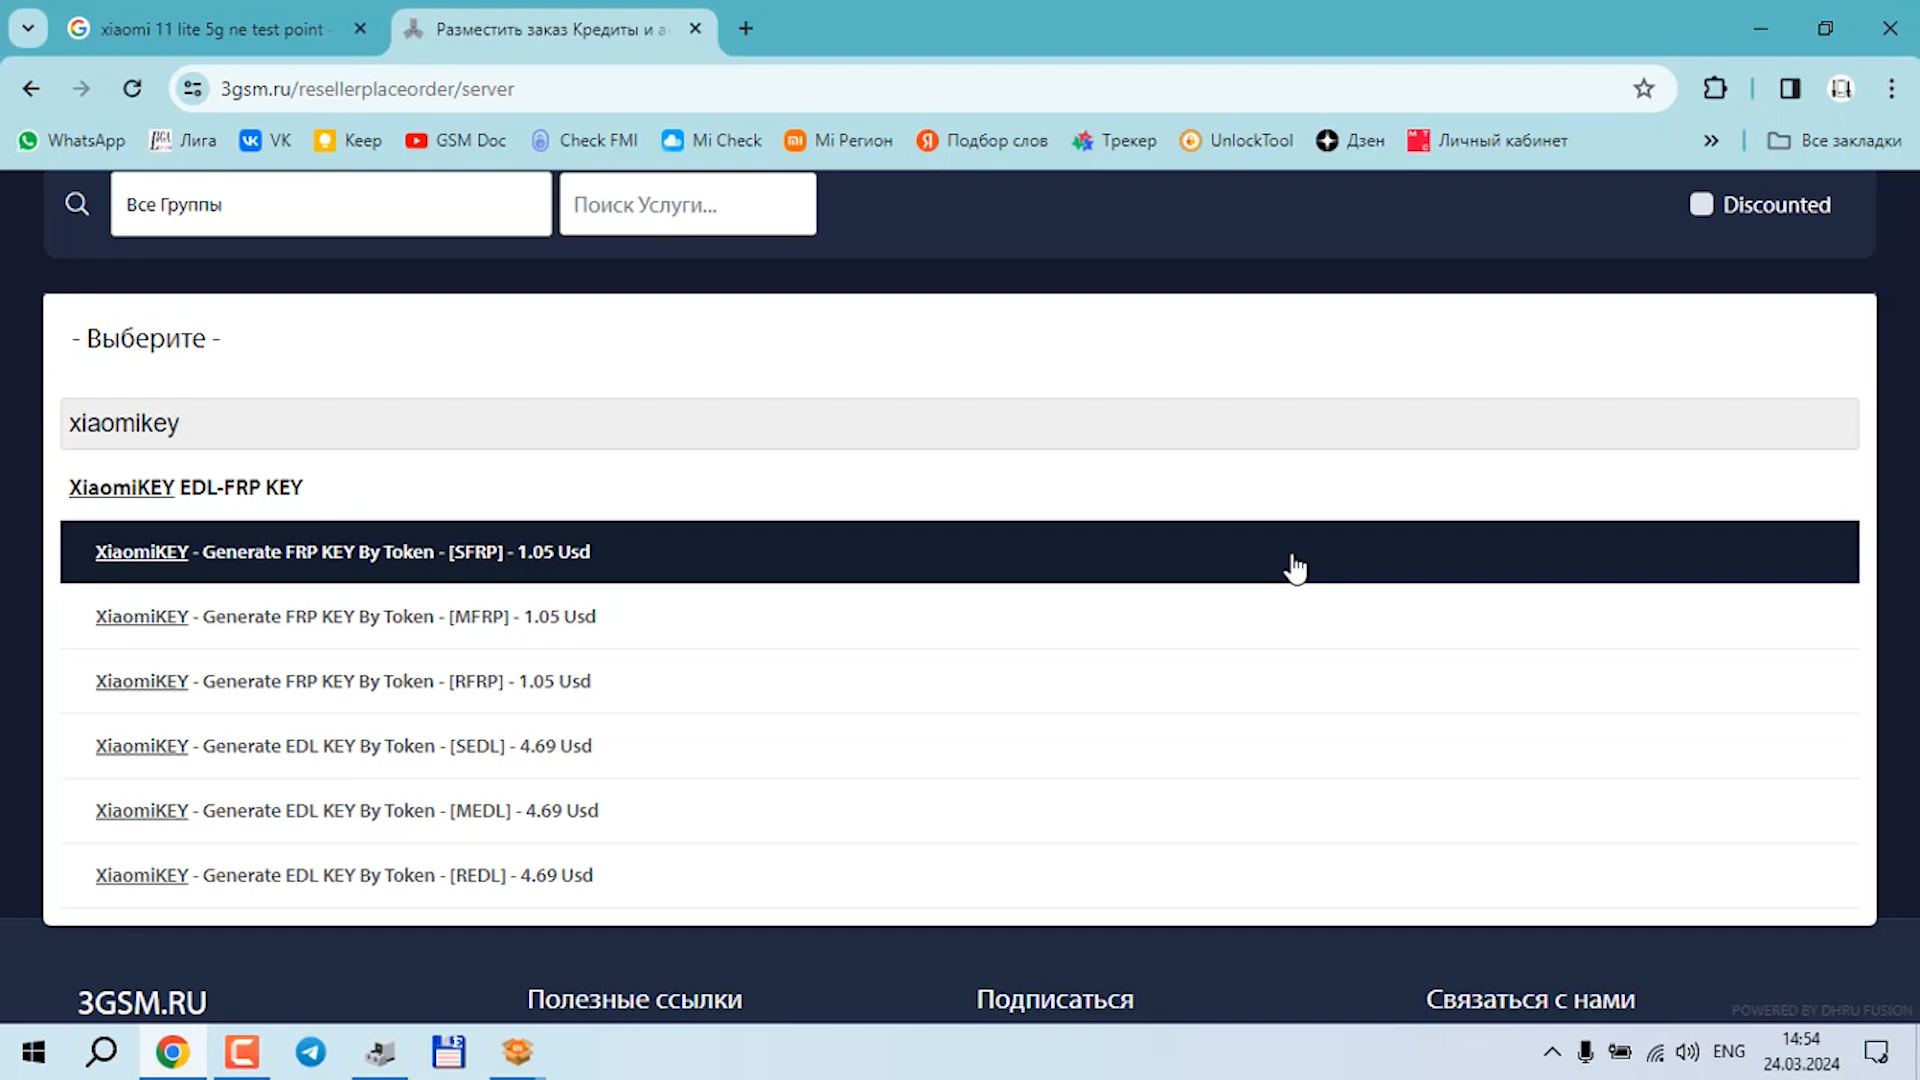 xiaomi 11 lite 5g ne test point -
Разместить заказ Кредиты и а
3gsm.ru/resellerplaceorder/server
WhatsApp
Лига
VK
Keep
GSM Doc
Check FMI
Mi Check
Mi Регион
Подбор слов
Трекер
UnlockTool
Дзен
Личный кабинет
Все закладки
Все Группы
Поиск Услуги...
Discounted
- Выберите -
xiaomikey
XiaomiKEY EDL-FRP KEY
XiaomiKEY - Generate FRP KEY By Token - [SFRP] - 1.05 Usd
XiaomiKEY - Generate FRP KEY By Token - [MFRP] - 1.05 Usd
XiaomiKEY - Generate FRP KEY By Token - [RFRP] - 1.05 Usd
XiaomiKEY - Generate EDL KEY By Token - [SEDL] - 4.69 Usd
XiaomiKEY - Generate EDL KEY By Token - [MEDL] - 4.69 Usd
XiaomiKEY - Generate EDL KEY By Token - [REDL] - 4.69 Usd
3GSM.RU
Полезные ссылки
Подписаться
Связаться с нами
POWERED BY DHRU FUSION
ENG
14:54
24.03.2024